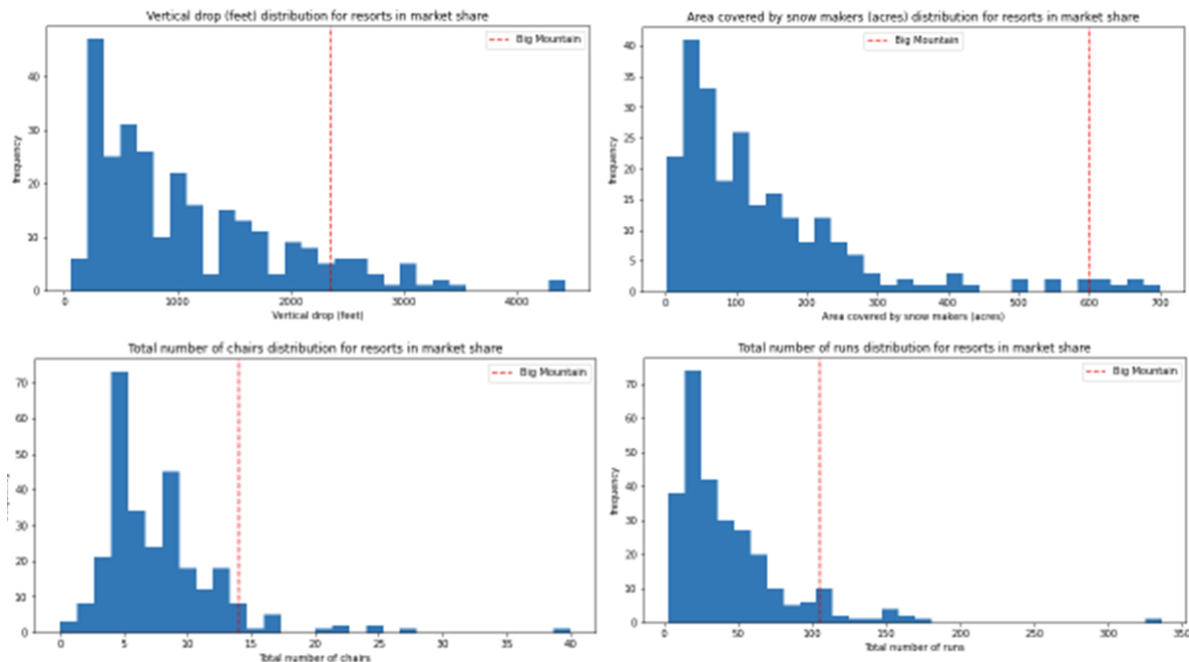 Vertical drop (feet) distribution for resorts in market share
Big Mountain
frequency
40
30
20
10
0
0 1000 2000 3000 4000
Vertical drop (feet)
Area covered by snow makers (acres) distribution for resorts in market share
Big Mountain
frequency
40
35
30
25
20
15
10
5
0
0 100 200 300 400 500 600 700
Area covered by snow makers (acres)
Total number of chairs distribution for resorts in market share
Big Mountain
70
60
50
40
30
20
10
0
0 5 10 15 20 25 30 35 40
Total number of chairs
Total number of runs distribution for resorts in market share
Big Mountain
frequency
70
60
50
40
30
20
10
0
0 50 100 150 200 250 300 350
Total number of runs